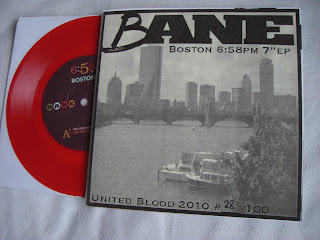 BANE
BOSTON 6:58PM 7"EP
UNITED BLOOD 2010 # 28 /100
6:5
BOSTON
A